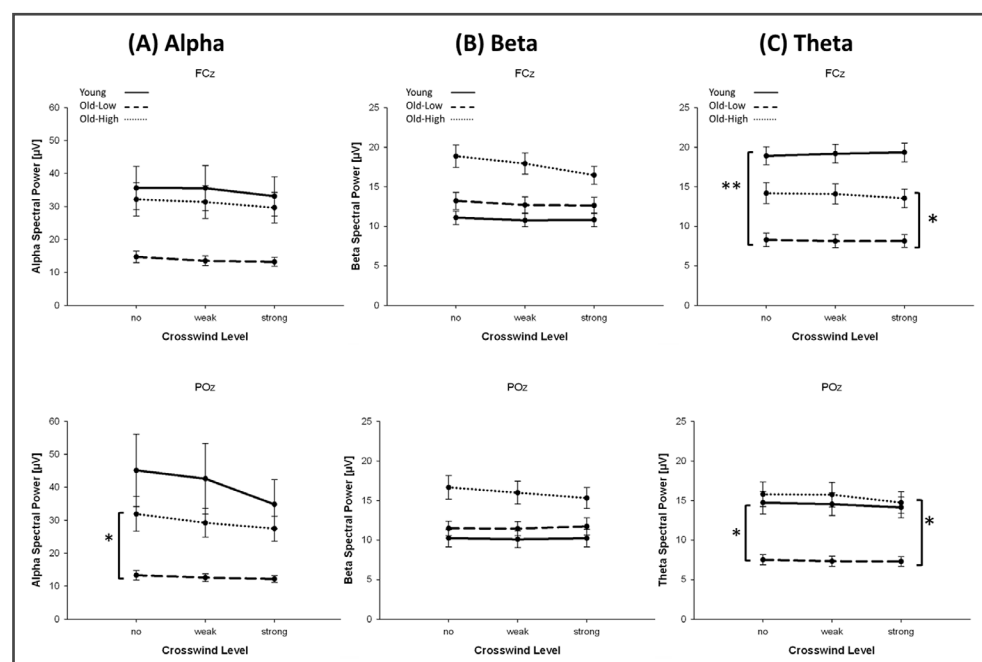 (A) Alpha
(B) Beta
(C) Theta
FCz
Young
Old-Low
Old-High
60
50
40
30
20
10
0
Alpha Spectral Power [µV]
no
weak
strong
Crosswind Level
FCz
Young
Old-Low
Old-High
25
20
15
10
5
0
Beta Spectral Power [µV]
no
weak
strong
Crosswind Level
FCz
Young
Old-Low
Old-High
25
20
15
10
5
0
Theta Spectral Power [µV]
**
*
no
weak
strong
Crosswind Level
POz
60
50
40
30
20
10
0
Alpha Spectral Power [µV]
*
no
weak
strong
Crosswind Level
POz
25
20
15
10
5
0
Beta Spectral Power [µV]
no
weak
strong
Crosswind Level
POz
25
20
15
10
5
0
Theta Spectral Power [µV]
*
*
no
weak
strong
Crosswind Level